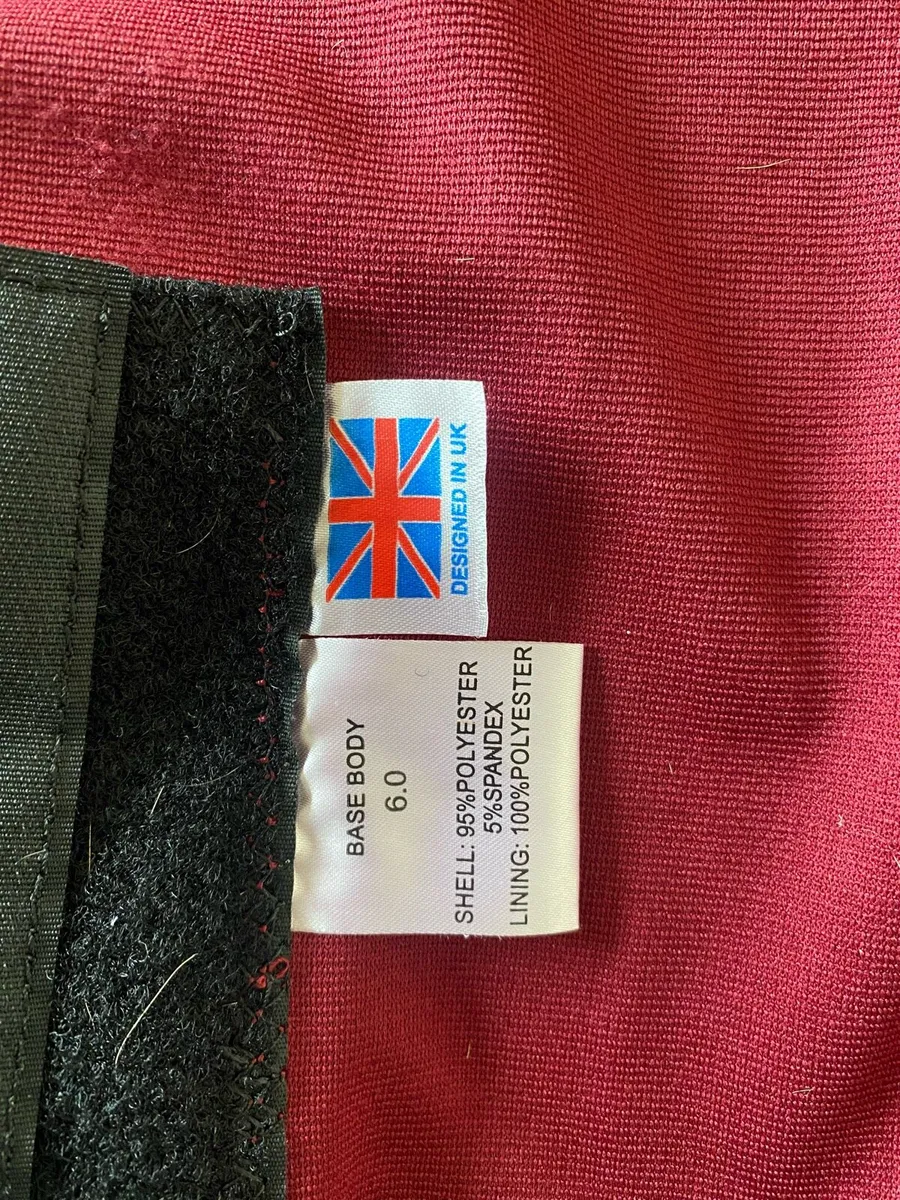 DESIGNED IN UK
BASE BODY
6.0
SHELL: 95%POLYESTER
5%SPANDEX
LINING: 100%POLYESTER